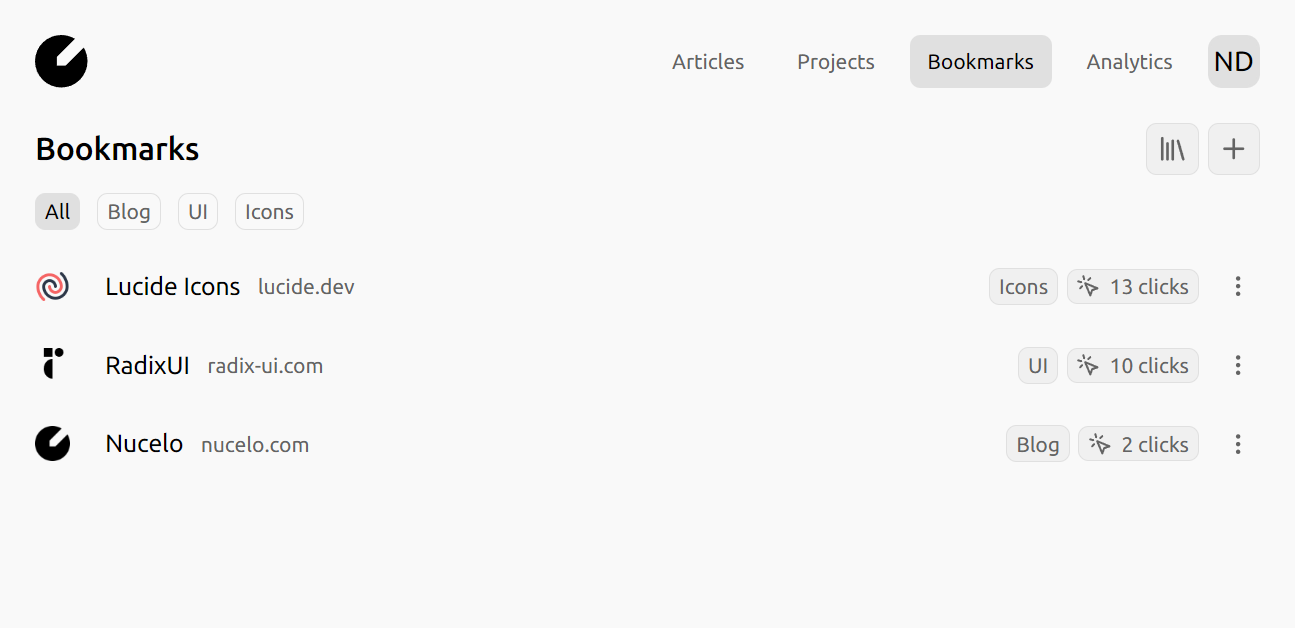 Articles Projects Bookmarks Analytics ND
Bookmarks
All Blog UI Icons
Lucide Icons lucide.dev Icons 13 clicks
RadixUI radix-ui.com UI 10 clicks
Nucelo nucelo.com Blog 2 clicks